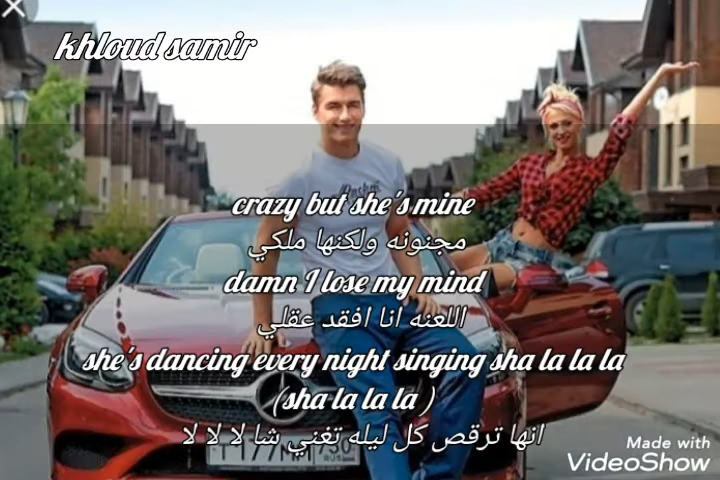 khloud samir
crazy but she's mine
مجنونه ولكنها ملكي
damn I lose my mind
اللعنه انا افقد عقلي
she's dancing every night singing sha la la la
(sha la la la )
انها ترقص كل ليله تغني شا لا لا لا
RUS
Made with
VideoShow